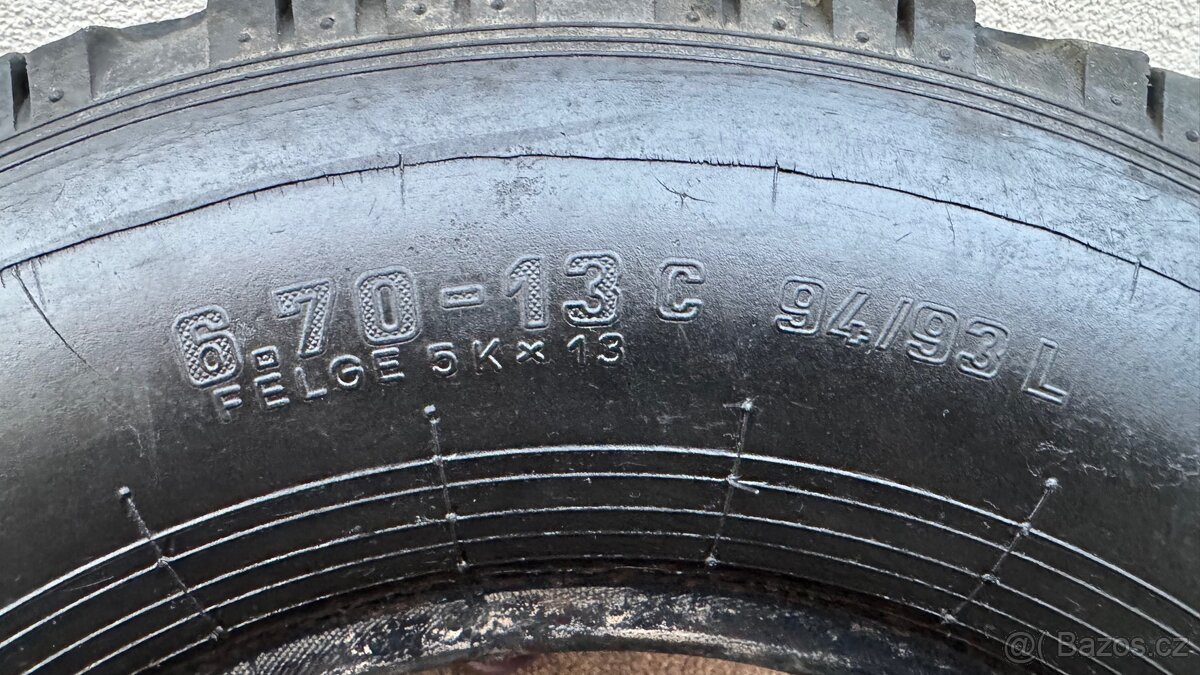 6.70-13 C 94/93 L
FELGE 5K×13
@( Bazos.cz